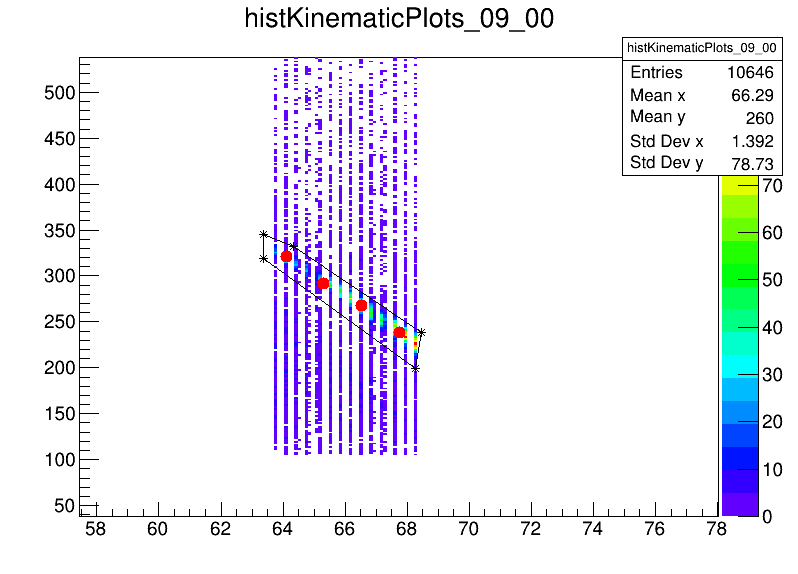 histKinematicPlots_09_00
histKinematicPlots_09_00
Entries 10646
Mean x 66.29
Mean y 260
Std Dev x 1.392
Std Dev y 78.73
500
450
400
350
300
250
200
150
100
50
58 60 62 64 66 68 70 72 74 76 78
70
60
50
40
30
20
10
0